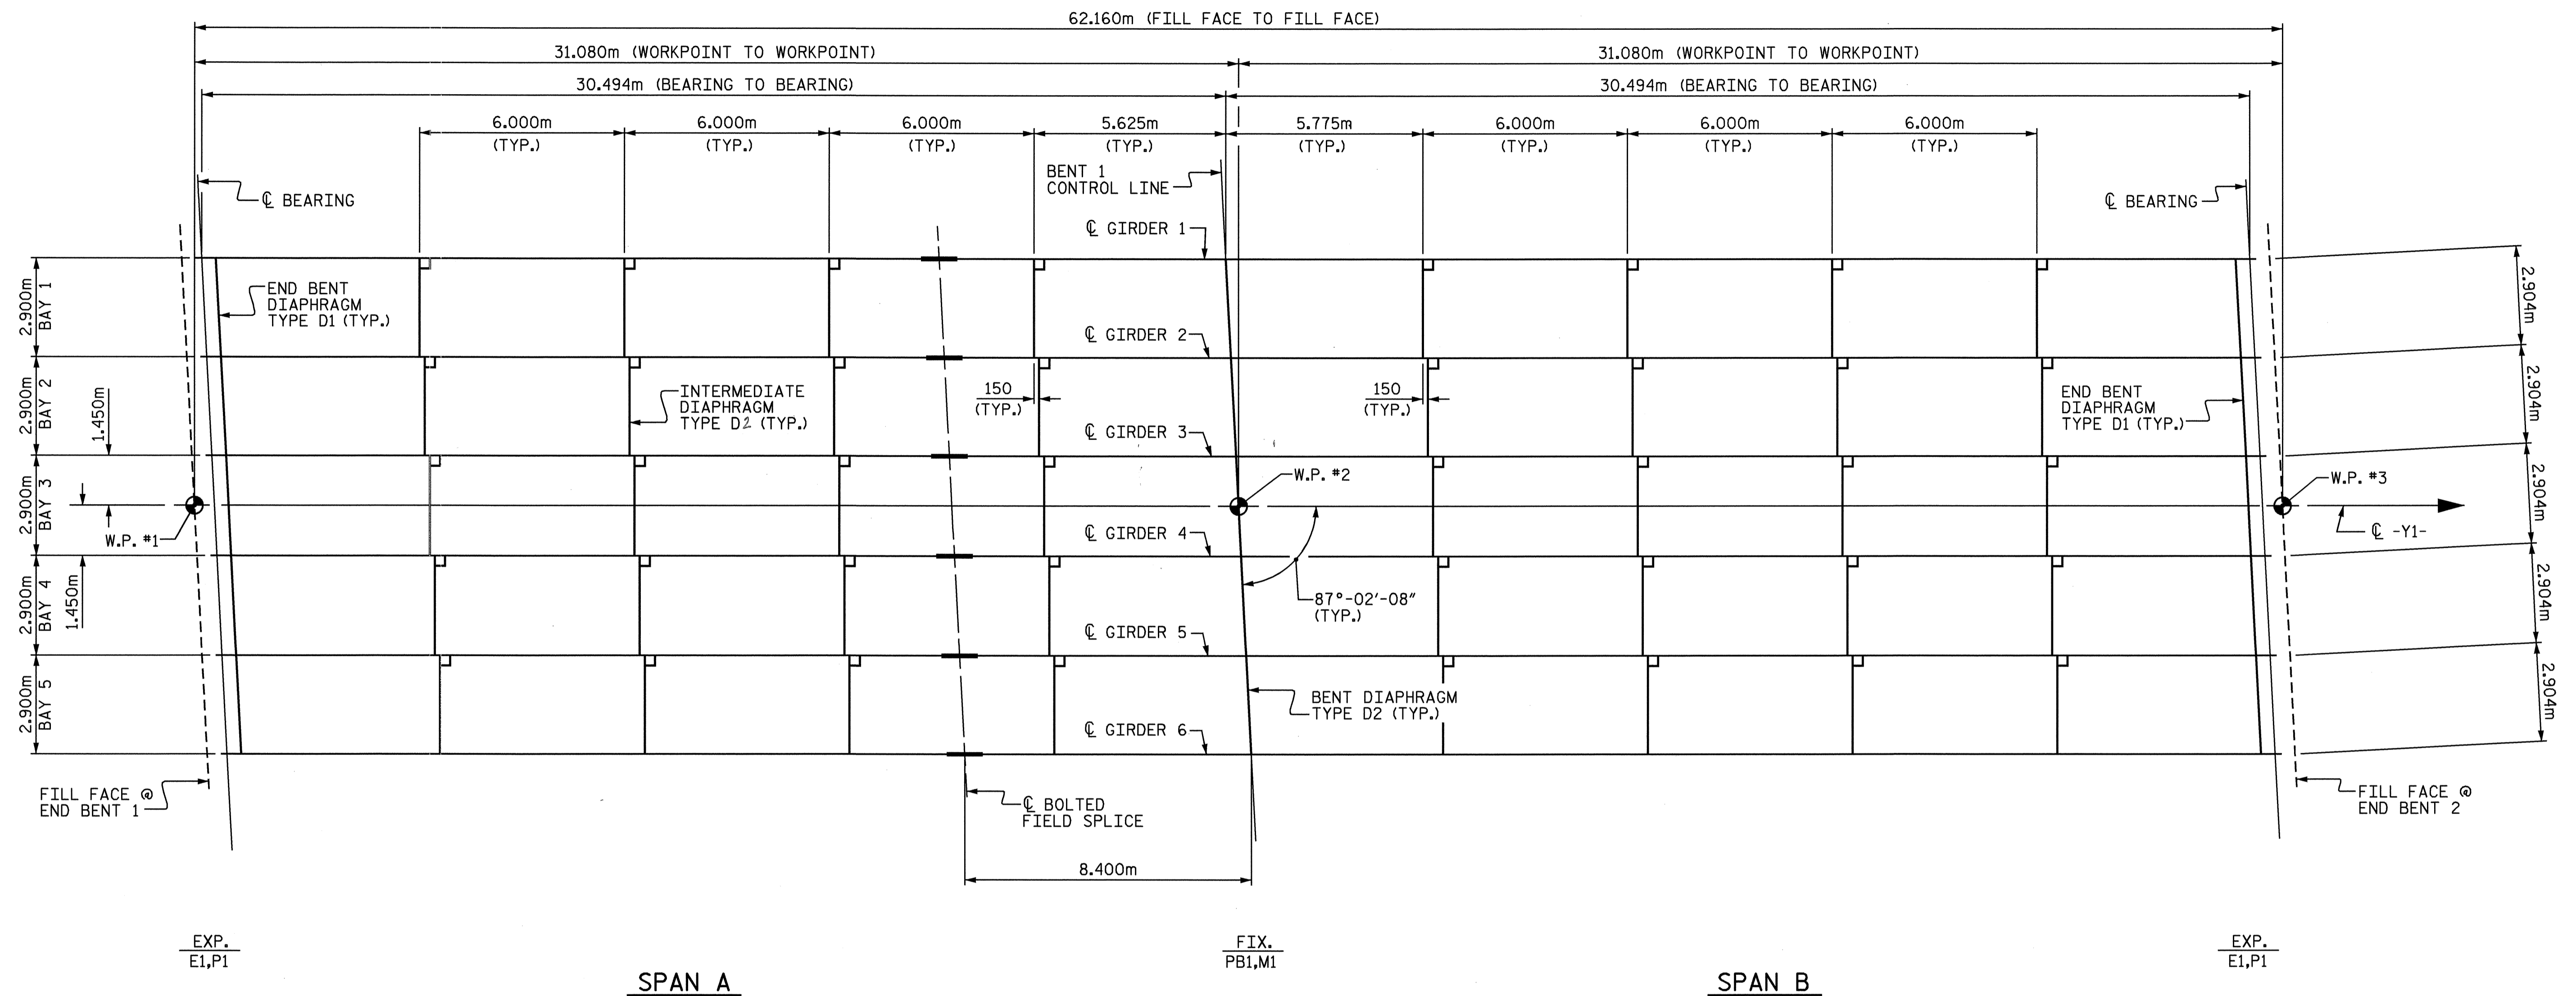 62.160m (FILL FACE TO FILL FACE)
31.080m (WORKPOINT TO WORKPOINT)
31.080m (WORKPOINT TO WORKPOINT)
30.494m (BEARING TO BEARING)
30.494m (BEARING TO BEARING)
6.000m
(TYP.)
6.000m
(TYP.)
6.000m
(TYP.)
5.625m
(TYP.)
5.775m
(TYP.)
6.000m
(TYP.)
6.000m
(TYP.)
6.000m
(TYP.)
℄ BEARING
BENT 1
CONTROL LINE
℄ BEARING
℄ GIRDER 1
2.900m
BAY 1
END BENT
DIAPHRAGM
TYPE D1 (TYP.)
℄ GIRDER 2
2.904m
2.900m
BAY 2
1.450m
INTERMEDIATE
DIAPHRAGM
TYPE D2 (TYP.)
150
(TYP.)
150
(TYP.)
END BENT
DIAPHRAGM
TYPE D1 (TYP.)
2.904m
℄ GIRDER 3
2.900m
BAY 3
W.P. #1
W.P. #2
W.P. #3
℄ -Y1-
2.904m
℄ GIRDER 4
2.900m
BAY 4
1.450m
87°-02'-08"
(TYP.)
2.904m
℄ GIRDER 5
2.900m
BAY 5
BENT DIAPHRAGM
TYPE D2 (TYP.)
2.904m
℄ GIRDER 6
FILL FACE @
END BENT 1
℄ BOLTED
FIELD SPLICE
FILL FACE @
END BENT 2
8.400m
EXP.
E1,P1
FIX.
PB1,M1
EXP.
E1,P1
SPAN A
SPAN B